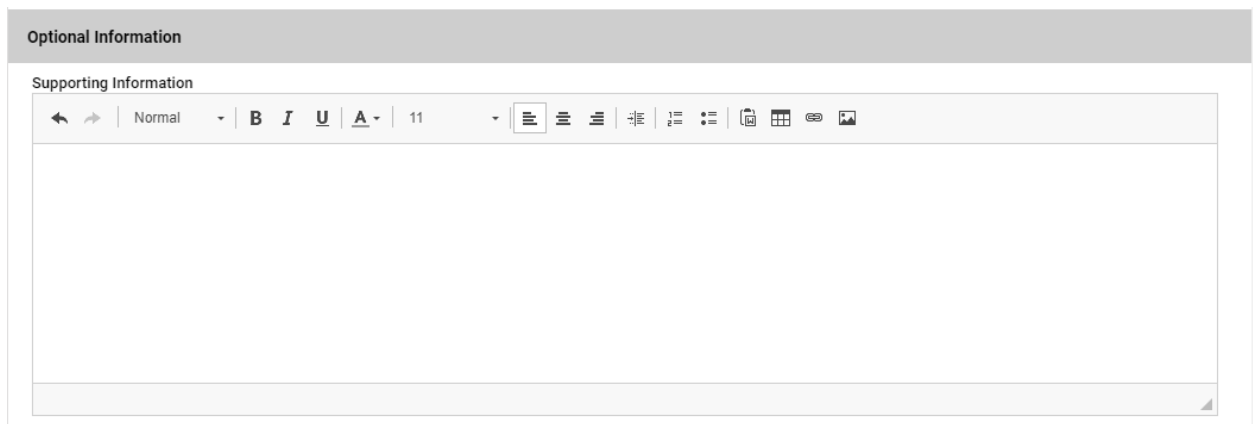 Optional Information
Supporting Information
Normal B I U A 11